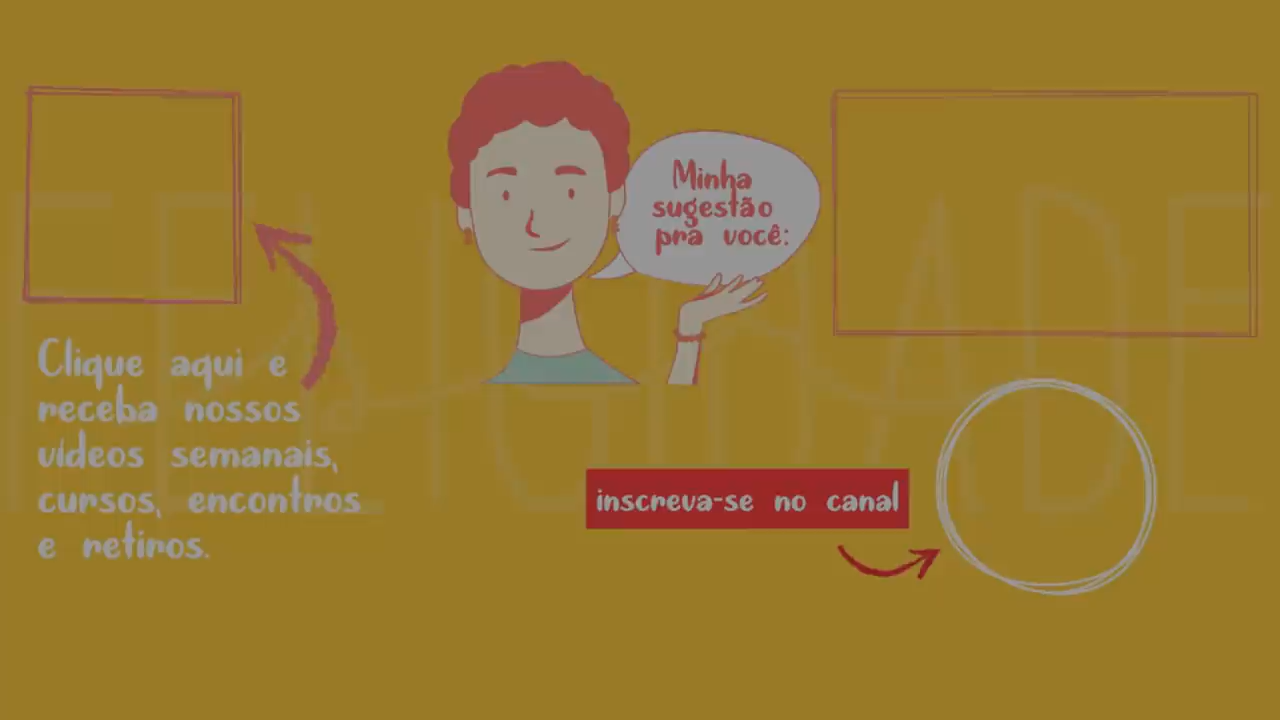 Minha
sugestão
pra você:
Clique aqui e
receba nossos
vídeos semanais,
cursos, encontros
e retiros.
inscreva-se no canal